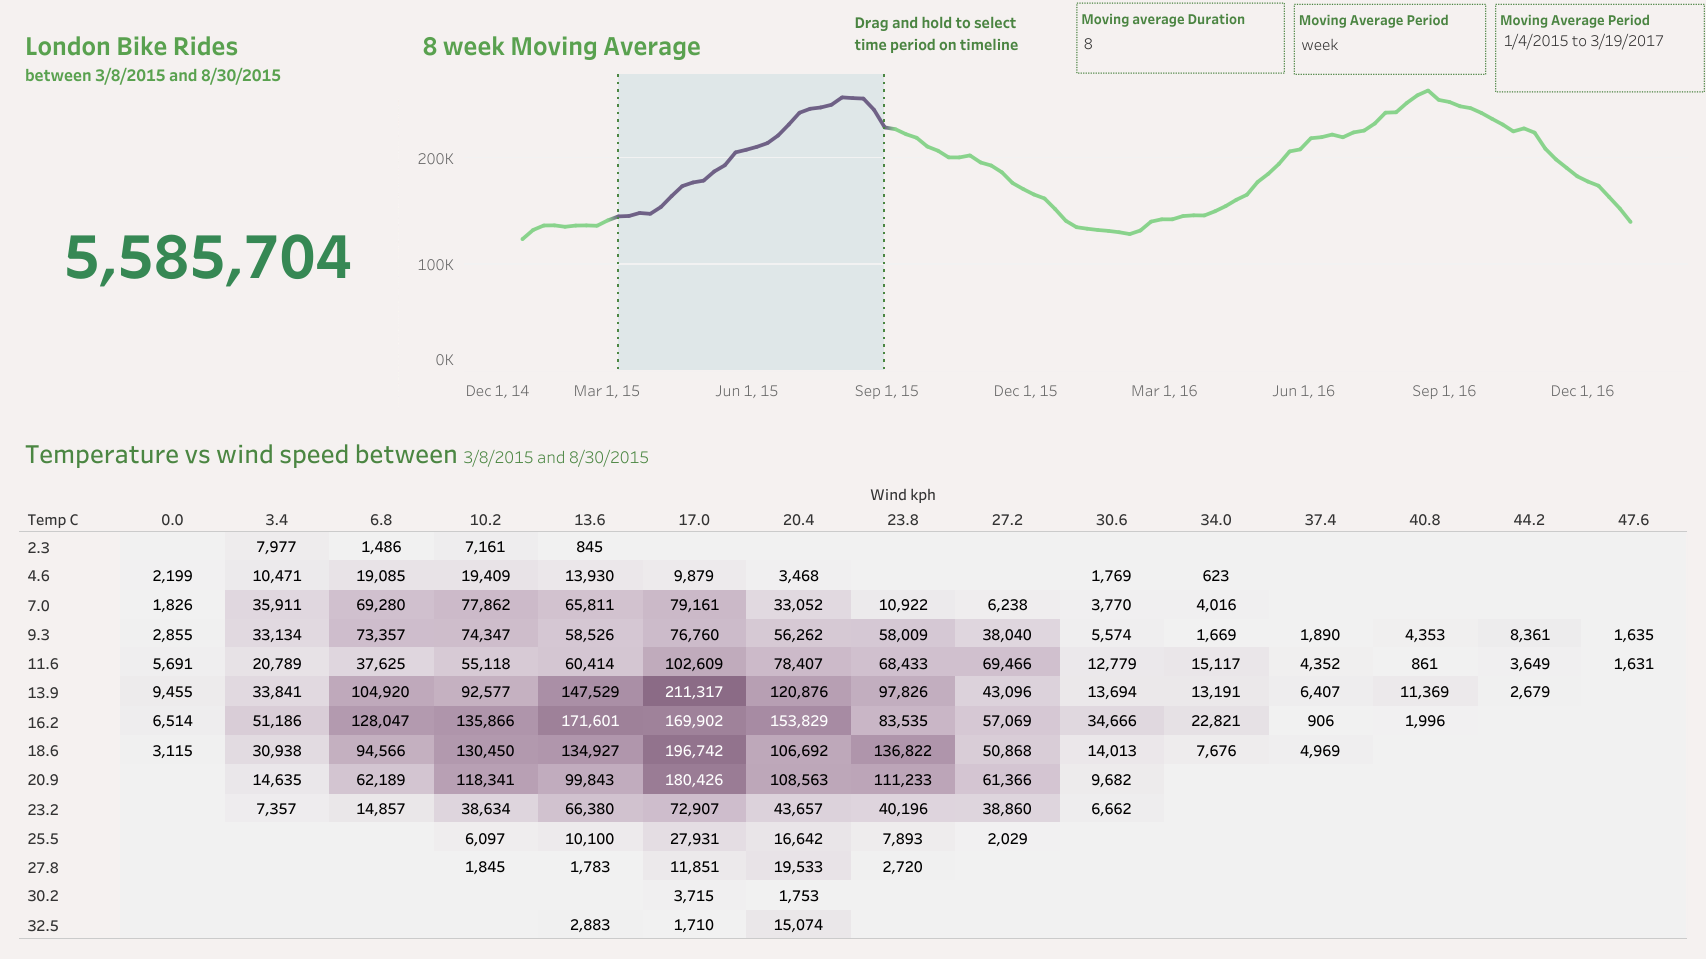 London Bike Rides
between 3/8/2015 and 8/30/2015
5,585,704
8 week Moving Average
Drag and hold to select
time period on timeline
Moving average Duration
8
Moving Average Period
week
Moving Average Period
1/4/2015 to 3/19/2017
200K
100K
0K
Dec 1, 14 Mar 1, 15 Jun 1, 15 Sep 1, 15 Dec 1, 15 Mar 1, 16 Jun 1, 16 Sep 1, 16 Dec 1, 16
Temperature vs wind speed between 3/8/2015 and 8/30/2015
Wind kph
Temp C 0.0 3.4 6.8 10.2 13.6 17.0 20.4 23.8 27.2 30.6 34.0 37.4 40.8 44.2 47.6
2.3 7,977 1,486 7,161 845
4.6 2,199 10,471 19,085 19,409 13,930 9,879 3,468 1,769 623
7.0 1,826 35,911 69,280 77,862 65,811 79,161 33,052 10,922 6,238 3,770 4,016
9.3 2,855 33,134 73,357 74,347 58,526 76,760 56,262 58,009 38,040 5,574 1,669 1,890 4,353 8,361 1,635
11.6 5,691 20,789 37,625 55,118 60,414 102,609 78,407 68,433 69,466 12,779 15,117 4,352 861 3,649 1,631
13.9 9,455 33,841 104,920 92,577 147,529 211,317 120,876 97,826 43,096 13,694 13,191 6,407 11,369 2,679
16.2 6,514 51,186 128,047 135,866 171,601 169,902 153,829 83,535 57,069 34,666 22,821 906 1,996
18.6 3,115 30,938 94,566 130,450 134,927 196,742 106,692 136,822 50,868 14,013 7,676 4,969
20.9 14,635 62,189 118,341 99,843 180,426 108,563 111,233 61,366 9,682
23.2 7,357 14,857 38,634 66,380 72,907 43,657 40,196 38,860 6,662
25.5 6,097 10,100 27,931 16,642 7,893 2,029
27.8 1,845 1,783 11,851 19,533 2,720
30.2 3,715 1,753
32.5 2,883 1,710 15,074